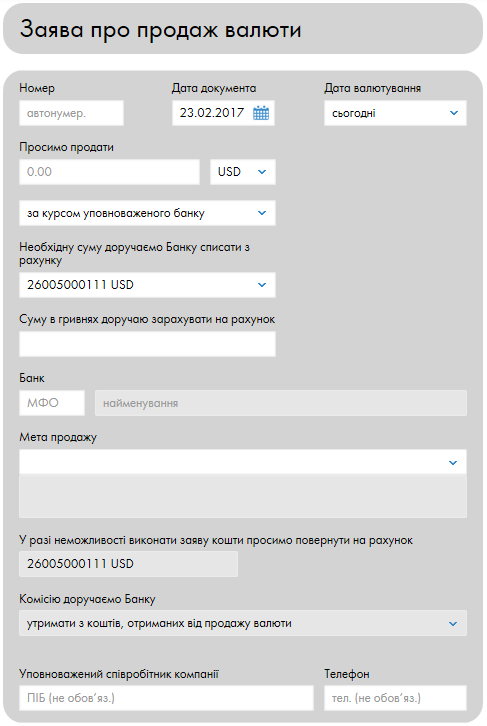 Заява про продаж валюти
Номер Дата документа Дата валютування
автонумер. 23.02.2017 сьогодні
Просимо продати
0.00 USD
за курсом уповноваженого банку
Необхідну суму доручаємо Банку списати з
рахунку
26005000111 USD
Суму в гривнях доручаю зарахувати на рахунок
Банк
МФО найменування
Мета продажу
У разі неможливості виконати заяву кошти просимо повернути на рахунок
26005000111 USD
Комісію доручаємо Банку
утримати з коштів, отриманих від продажу валюти
Уповноважений співробітник компанії Телефон
ПІБ (не обов’яз.) тел. (не обов’яз.)